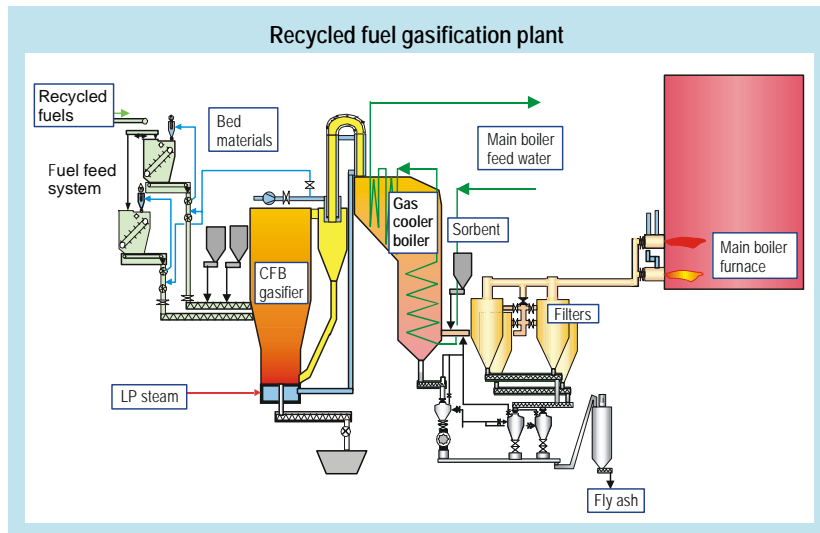 Recycled fuel gasification plant
Recycled
fuels
Bed
materials
Fuel feed
system
Main boiler
feed water
Gas
cooler
boiler
Sorbent
CFB
gasifier
Main boiler
furnace
Filters
LP steam
Fly ash